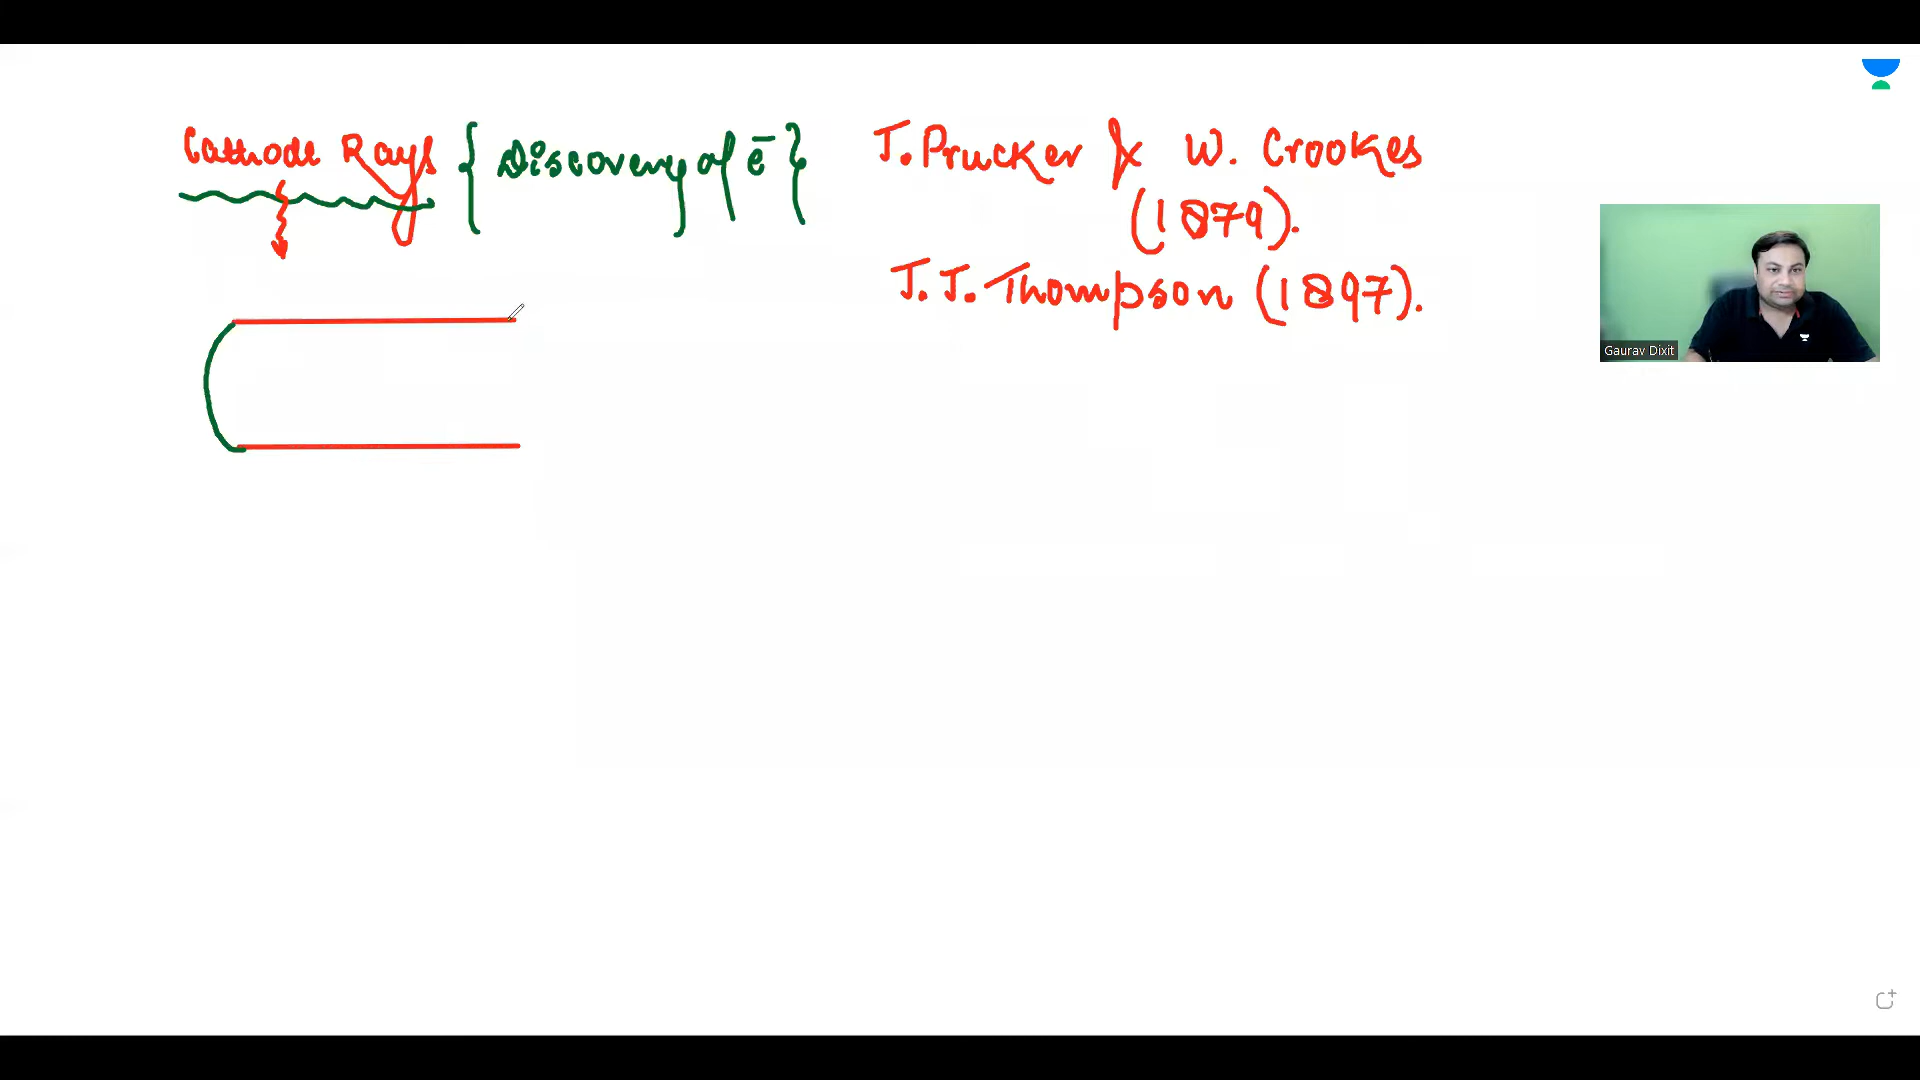 Cathode Rays { Discovery of e⁻ } J. Prucker & W. Crookes
(1879).
J. J. Thompson (1897).
Gaurav Dixit